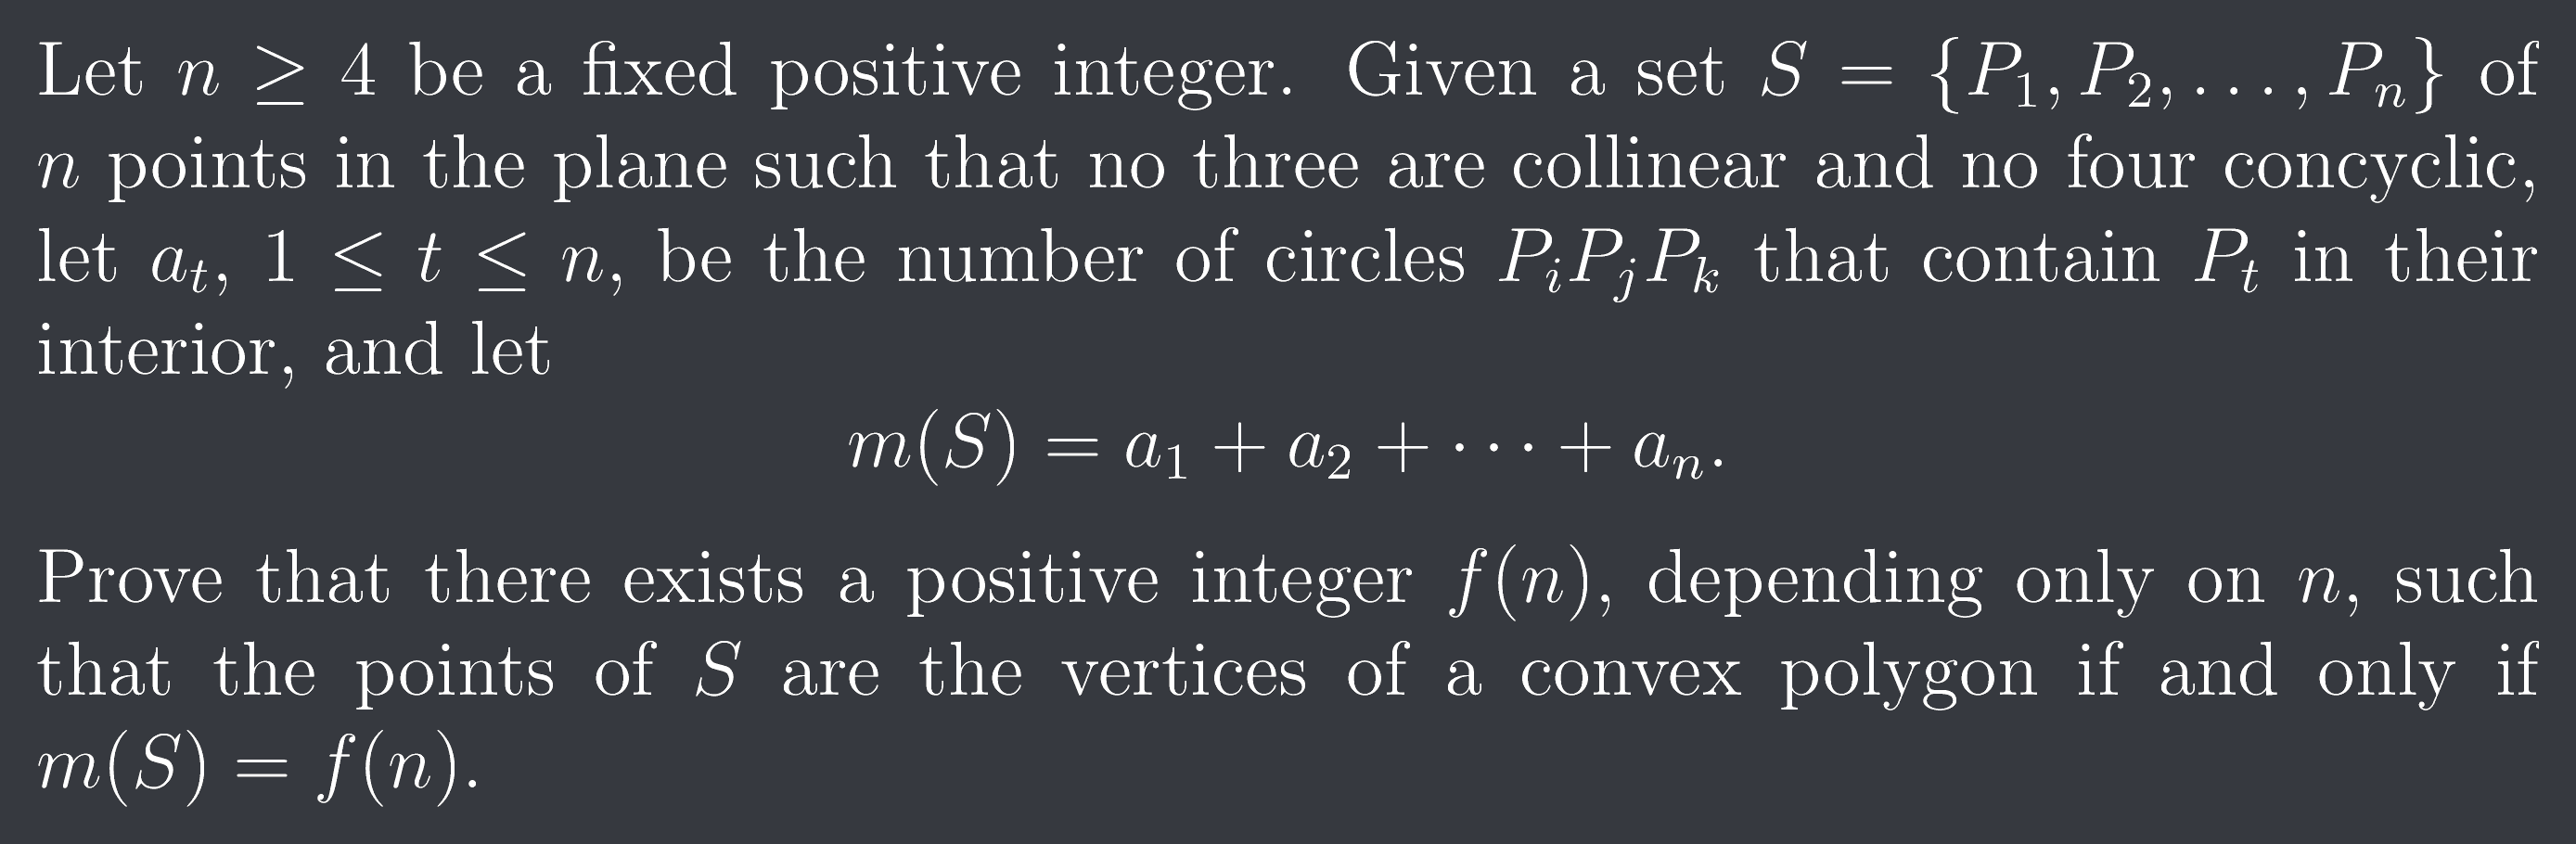 Let n ≥ 4 be a fixed positive integer. Given a set S = {P₁, P₂, . . . , Pₙ} of
n points in the plane such that no three are collinear and no four concyclic,
let aₜ, 1 ≤ t ≤ n, be the number of circles PᵢPⱼPₖ that contain Pₜ in their
interior, and let
m(S) = a₁ + a₂ + · · · + aₙ.
Prove that there exists a positive integer f(n), depending only on n, such
that the points of S are the vertices of a convex polygon if and only if
m(S) = f(n).